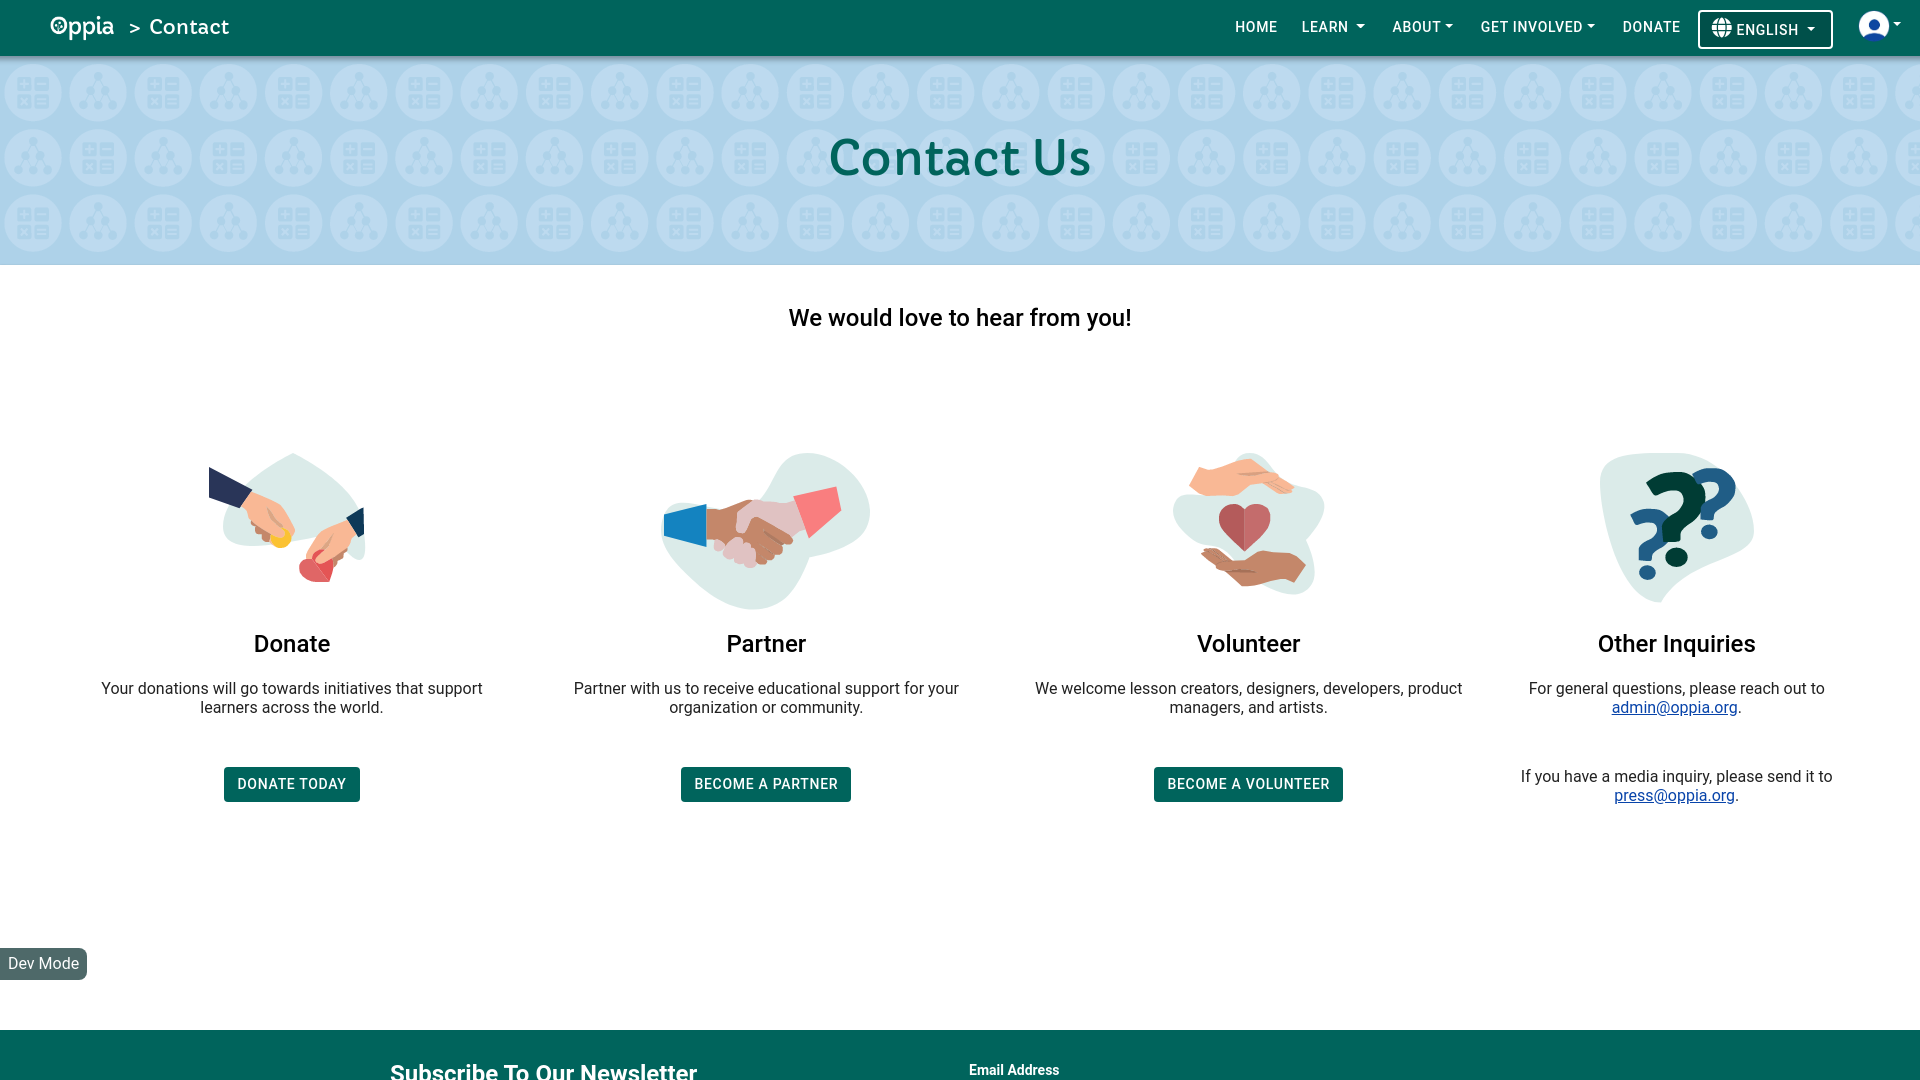 Oppia > Contact
HOME LEARN ABOUT GET INVOLVED DONATE ENGLISH
Contact Us
We would love to hear from you!
Donate
Your donations will go towards initiatives that support
learners across the world.
DONATE TODAY
Partner
Partner with us to receive educational support for your
organization or community.
BECOME A PARTNER
Volunteer
We welcome lesson creators, designers, developers, product
managers, and artists.
BECOME A VOLUNTEER
Other Inquiries
For general questions, please reach out to
admin@oppia.org.
If you have a media inquiry, please send it to
press@oppia.org.
Dev Mode
Subscribe To Our Newsletter
Email Address